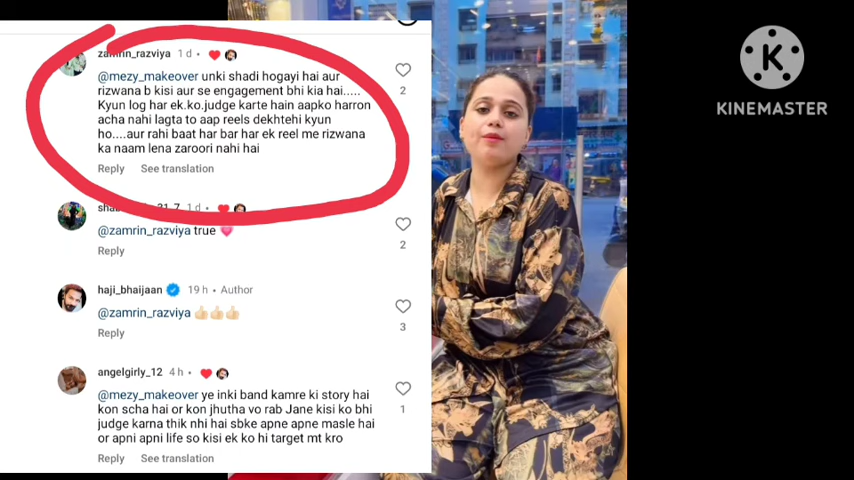 zamrin_razviya 1 d
@mezy_makeover unki shadi hogayi hai aur
rizwana b kisi aur se engagement bhi kia hai.....
Kyun log har ek.ko.judge karte hain aapko harron
acha nahi lagta to aap reels dekhtehi kyun
ho....aur rahi baat har bar har ek reel me rizwana
ka naam lena zaroori nahi hai
2
Reply See translation
1 d
@zamrin_razviya true
2
Reply
haji_bhaijaan 19 h Author
@zamrin_razviya
3
Reply
angelgirly_12 4 h
@mezy_makeover ye inki band kamre ki story hai
kon scha hai or kon jhutha vo rab Jane kisi ko bhi
judge karna thik nhi hai sbke apne apne masle hai
or apni apni life so kisi ek ko hi target mt kro
1
Reply See translation
K
KINEMASTER